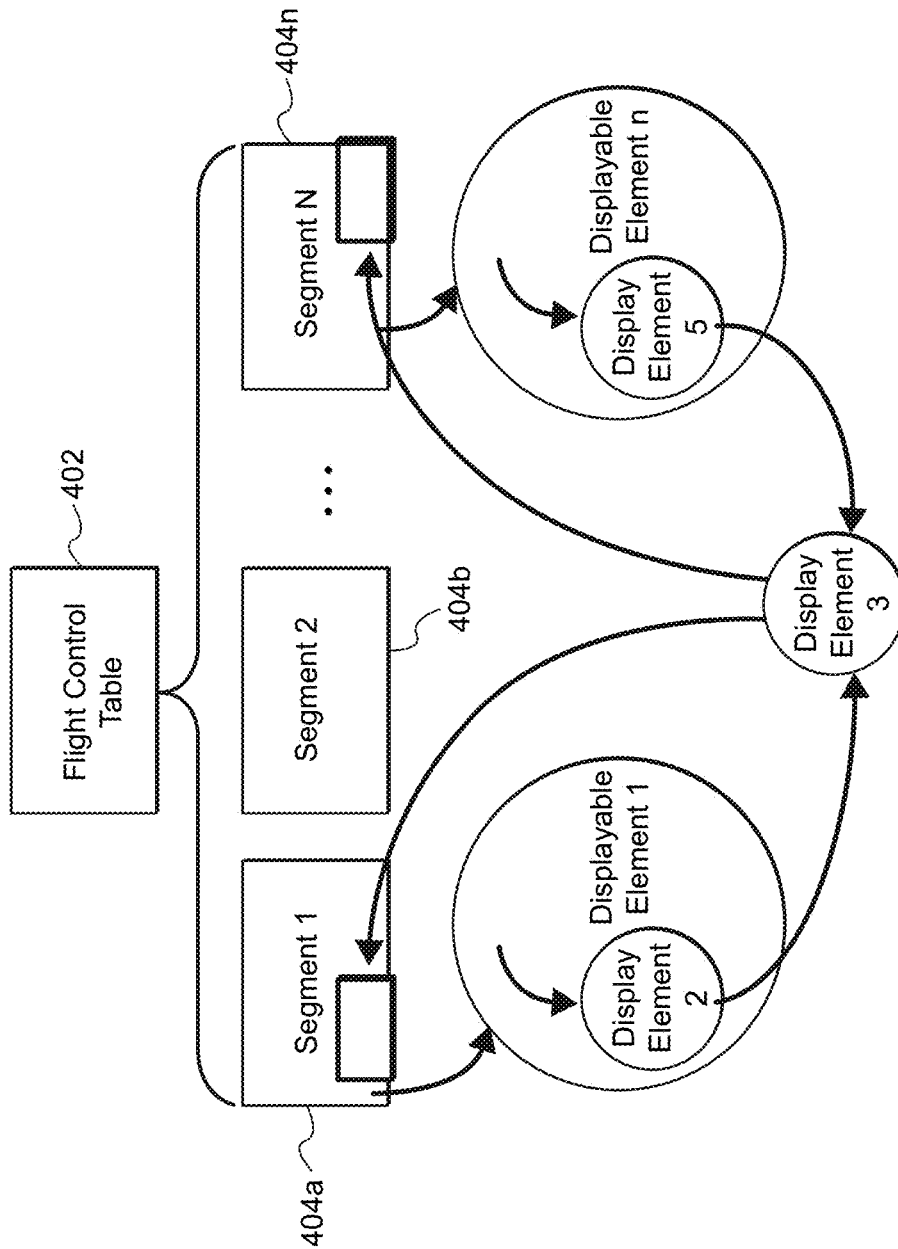 402
Flight Control
Table
404a
Segment 1
Segment 2
404b
...
Segment N
404n
Displayable
Element 1
Display
Element
2
Displayable
Element n
Display
Element
5
Display
Element
3